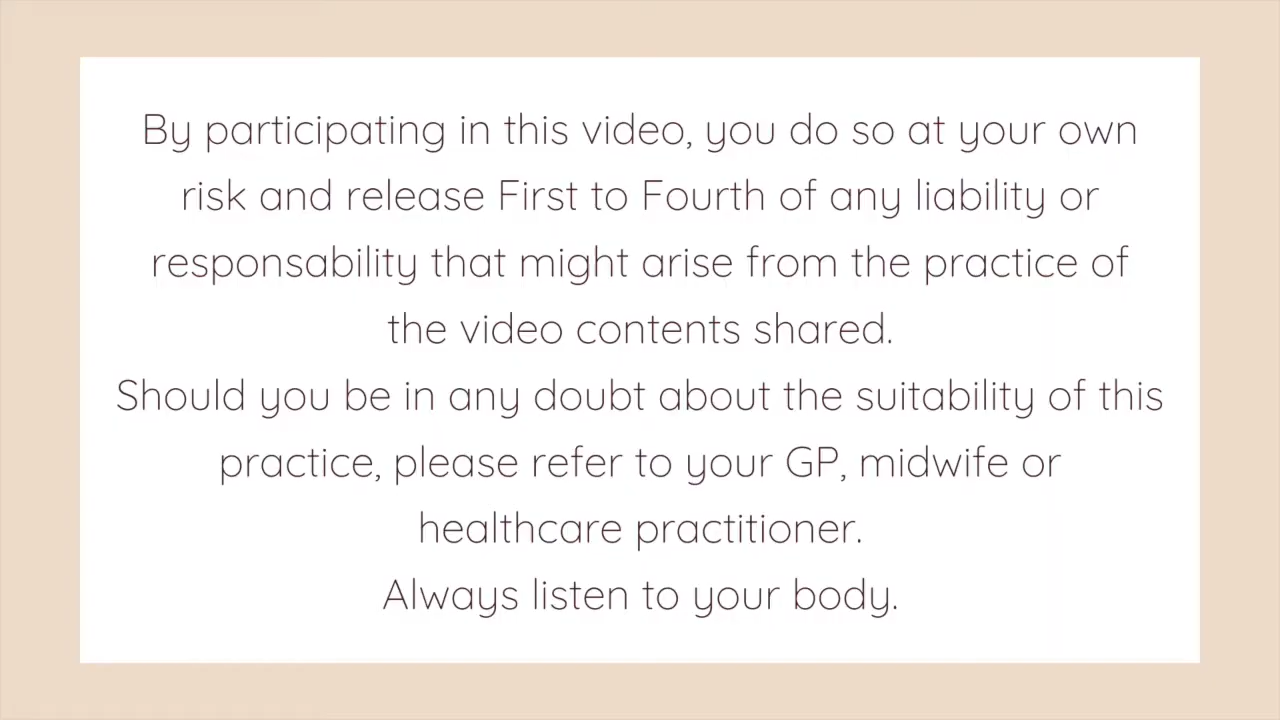 By participating in this video, you do so at your own
risk and release First to Fourth of any liability or
responsability that might arise from the practice of
the video contents shared.
Should you be in any doubt about the suitability of this
practice, please refer to your GP, midwife or
healthcare practitioner.
Always listen to your body.